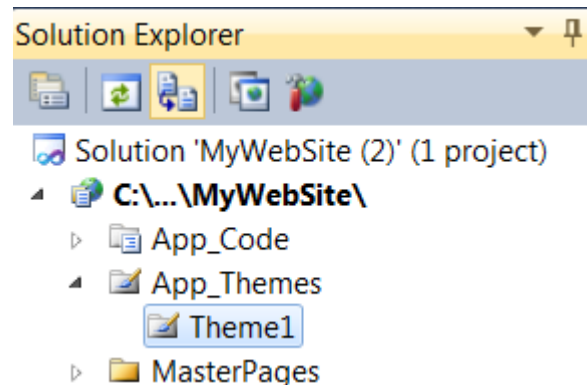 Solution Explorer
Solution 'MyWebSite (2)' (1 project)
C:\...\MyWebSite\
App_Code
App_Themes
Theme1
MasterPages